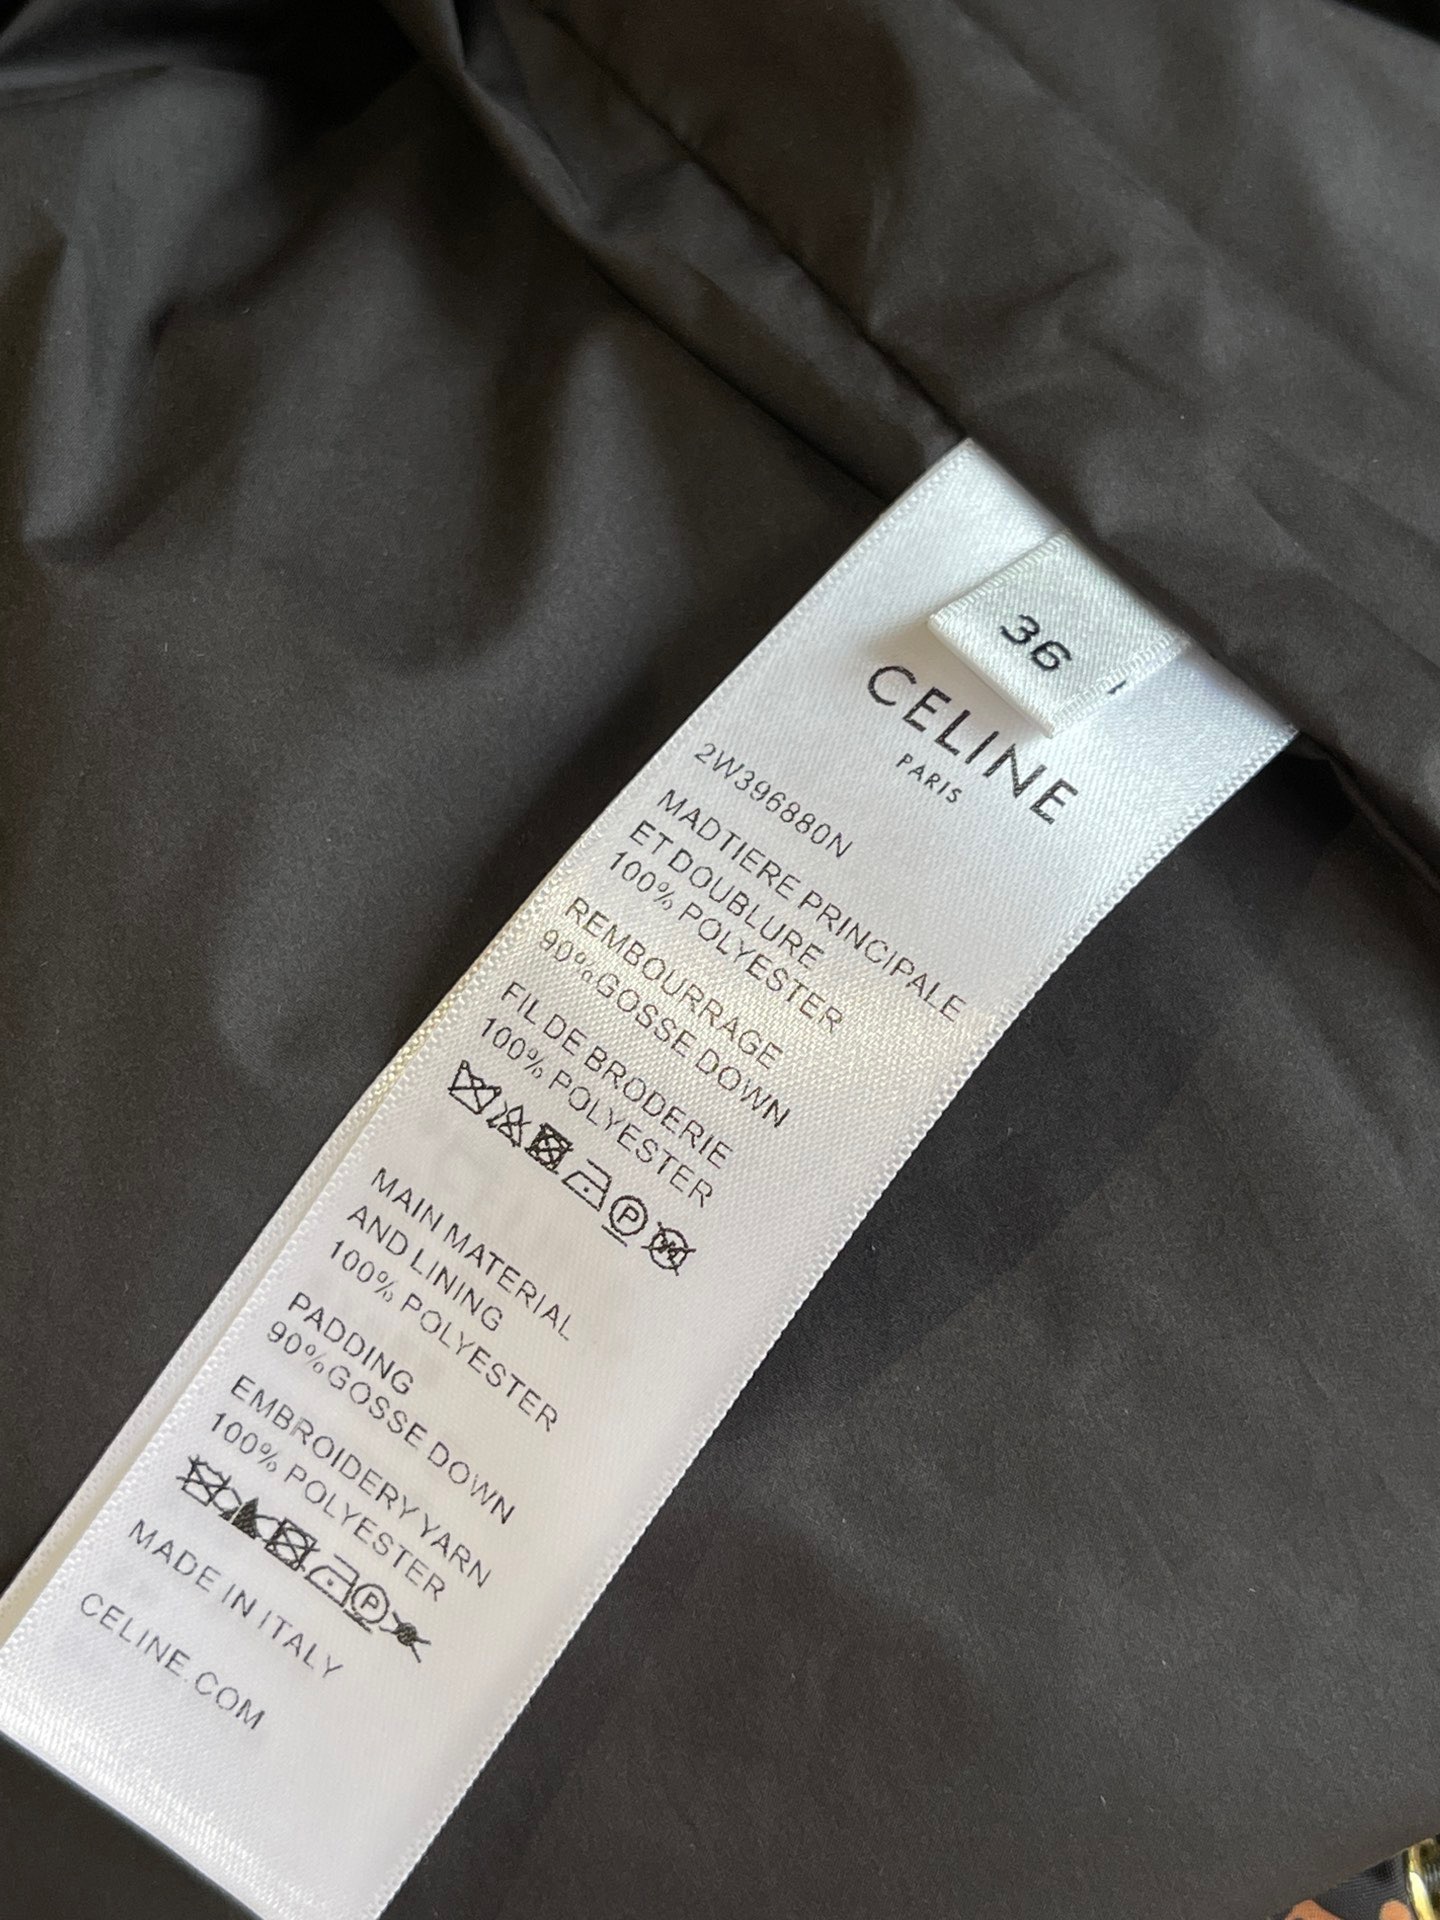 36
CELINE
PARIS
2W396880N
MADTIERE PRINCIPALE
ET DOUBLURE
100% POLYESTER
REMBOURRAGE
90%GOSSE DOWN
FIL DE BRODERIE
100% POLYESTER
P
MAIN MATERIAL
AND LINING
100% POLYESTER
PADDING
90%GOSSE DOWN
EMBROIDERY YARN
100% POLYESTER
P
MADE IN ITALY
CELINE.COM